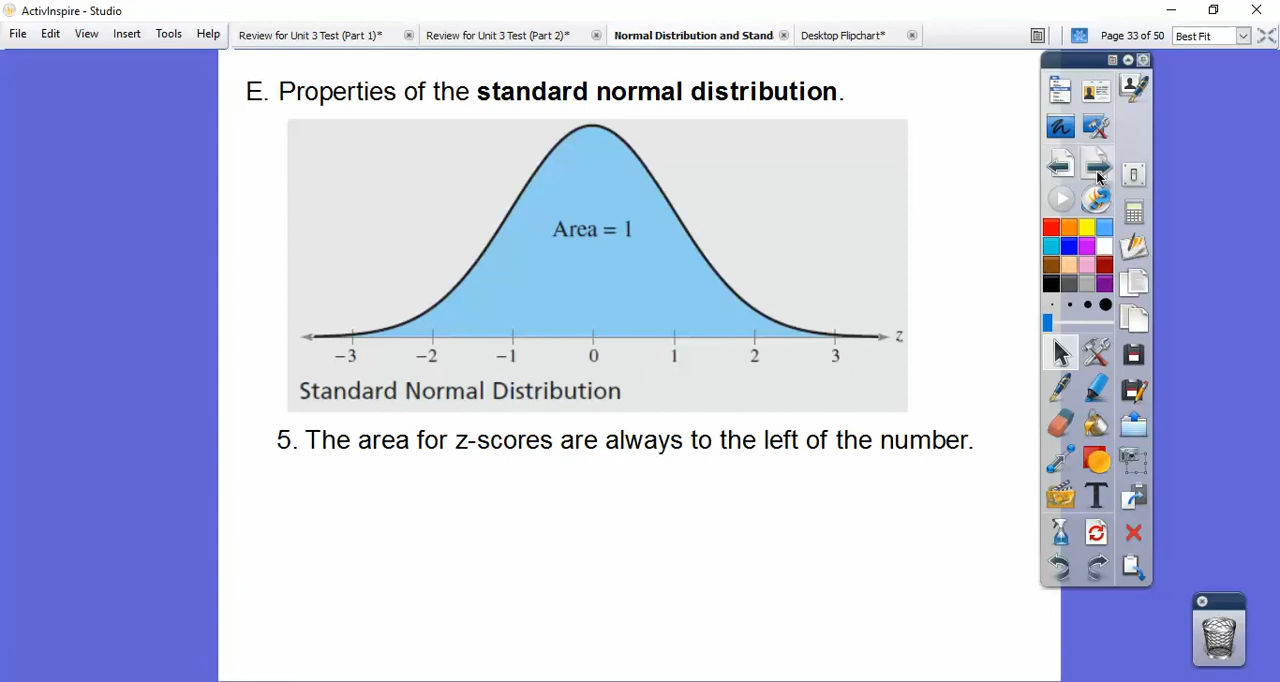 ActivInspire - Studio
File Edit View Insert Tools Help
Review for Unit 3 Test (Part 1)* Review for Unit 3 Test (Part 2)* Normal Distribution and Stand Desktop Flipchart* Page 33 of 50 Best Fit
E. Properties of the standard normal distribution.
Area = 1
z
−3 −2 −1 0 1 2 3
Standard Normal Distribution
5. The area for z-scores are always to the left of the number.